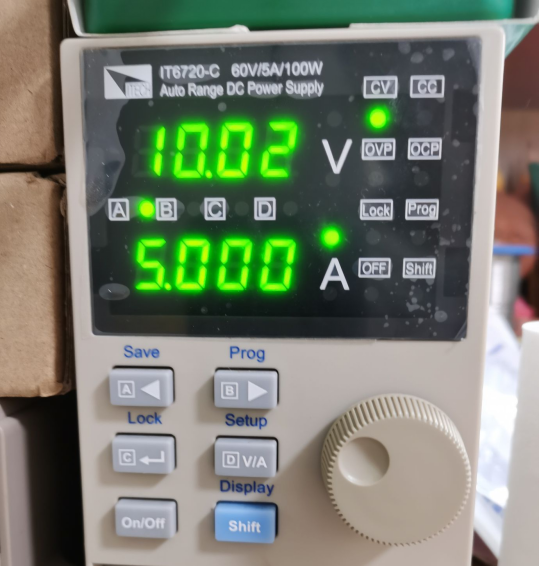 ITECH IT6720-C 60V/5A/100W
Auto Range DC Power Supply
CV CC
10.02 V
OVP OCP
A B C D
Lock Prog
5.000 A
OFF Shift
Save Prog
A B
Lock Setup
C D V/A
Display
On/Off Shift